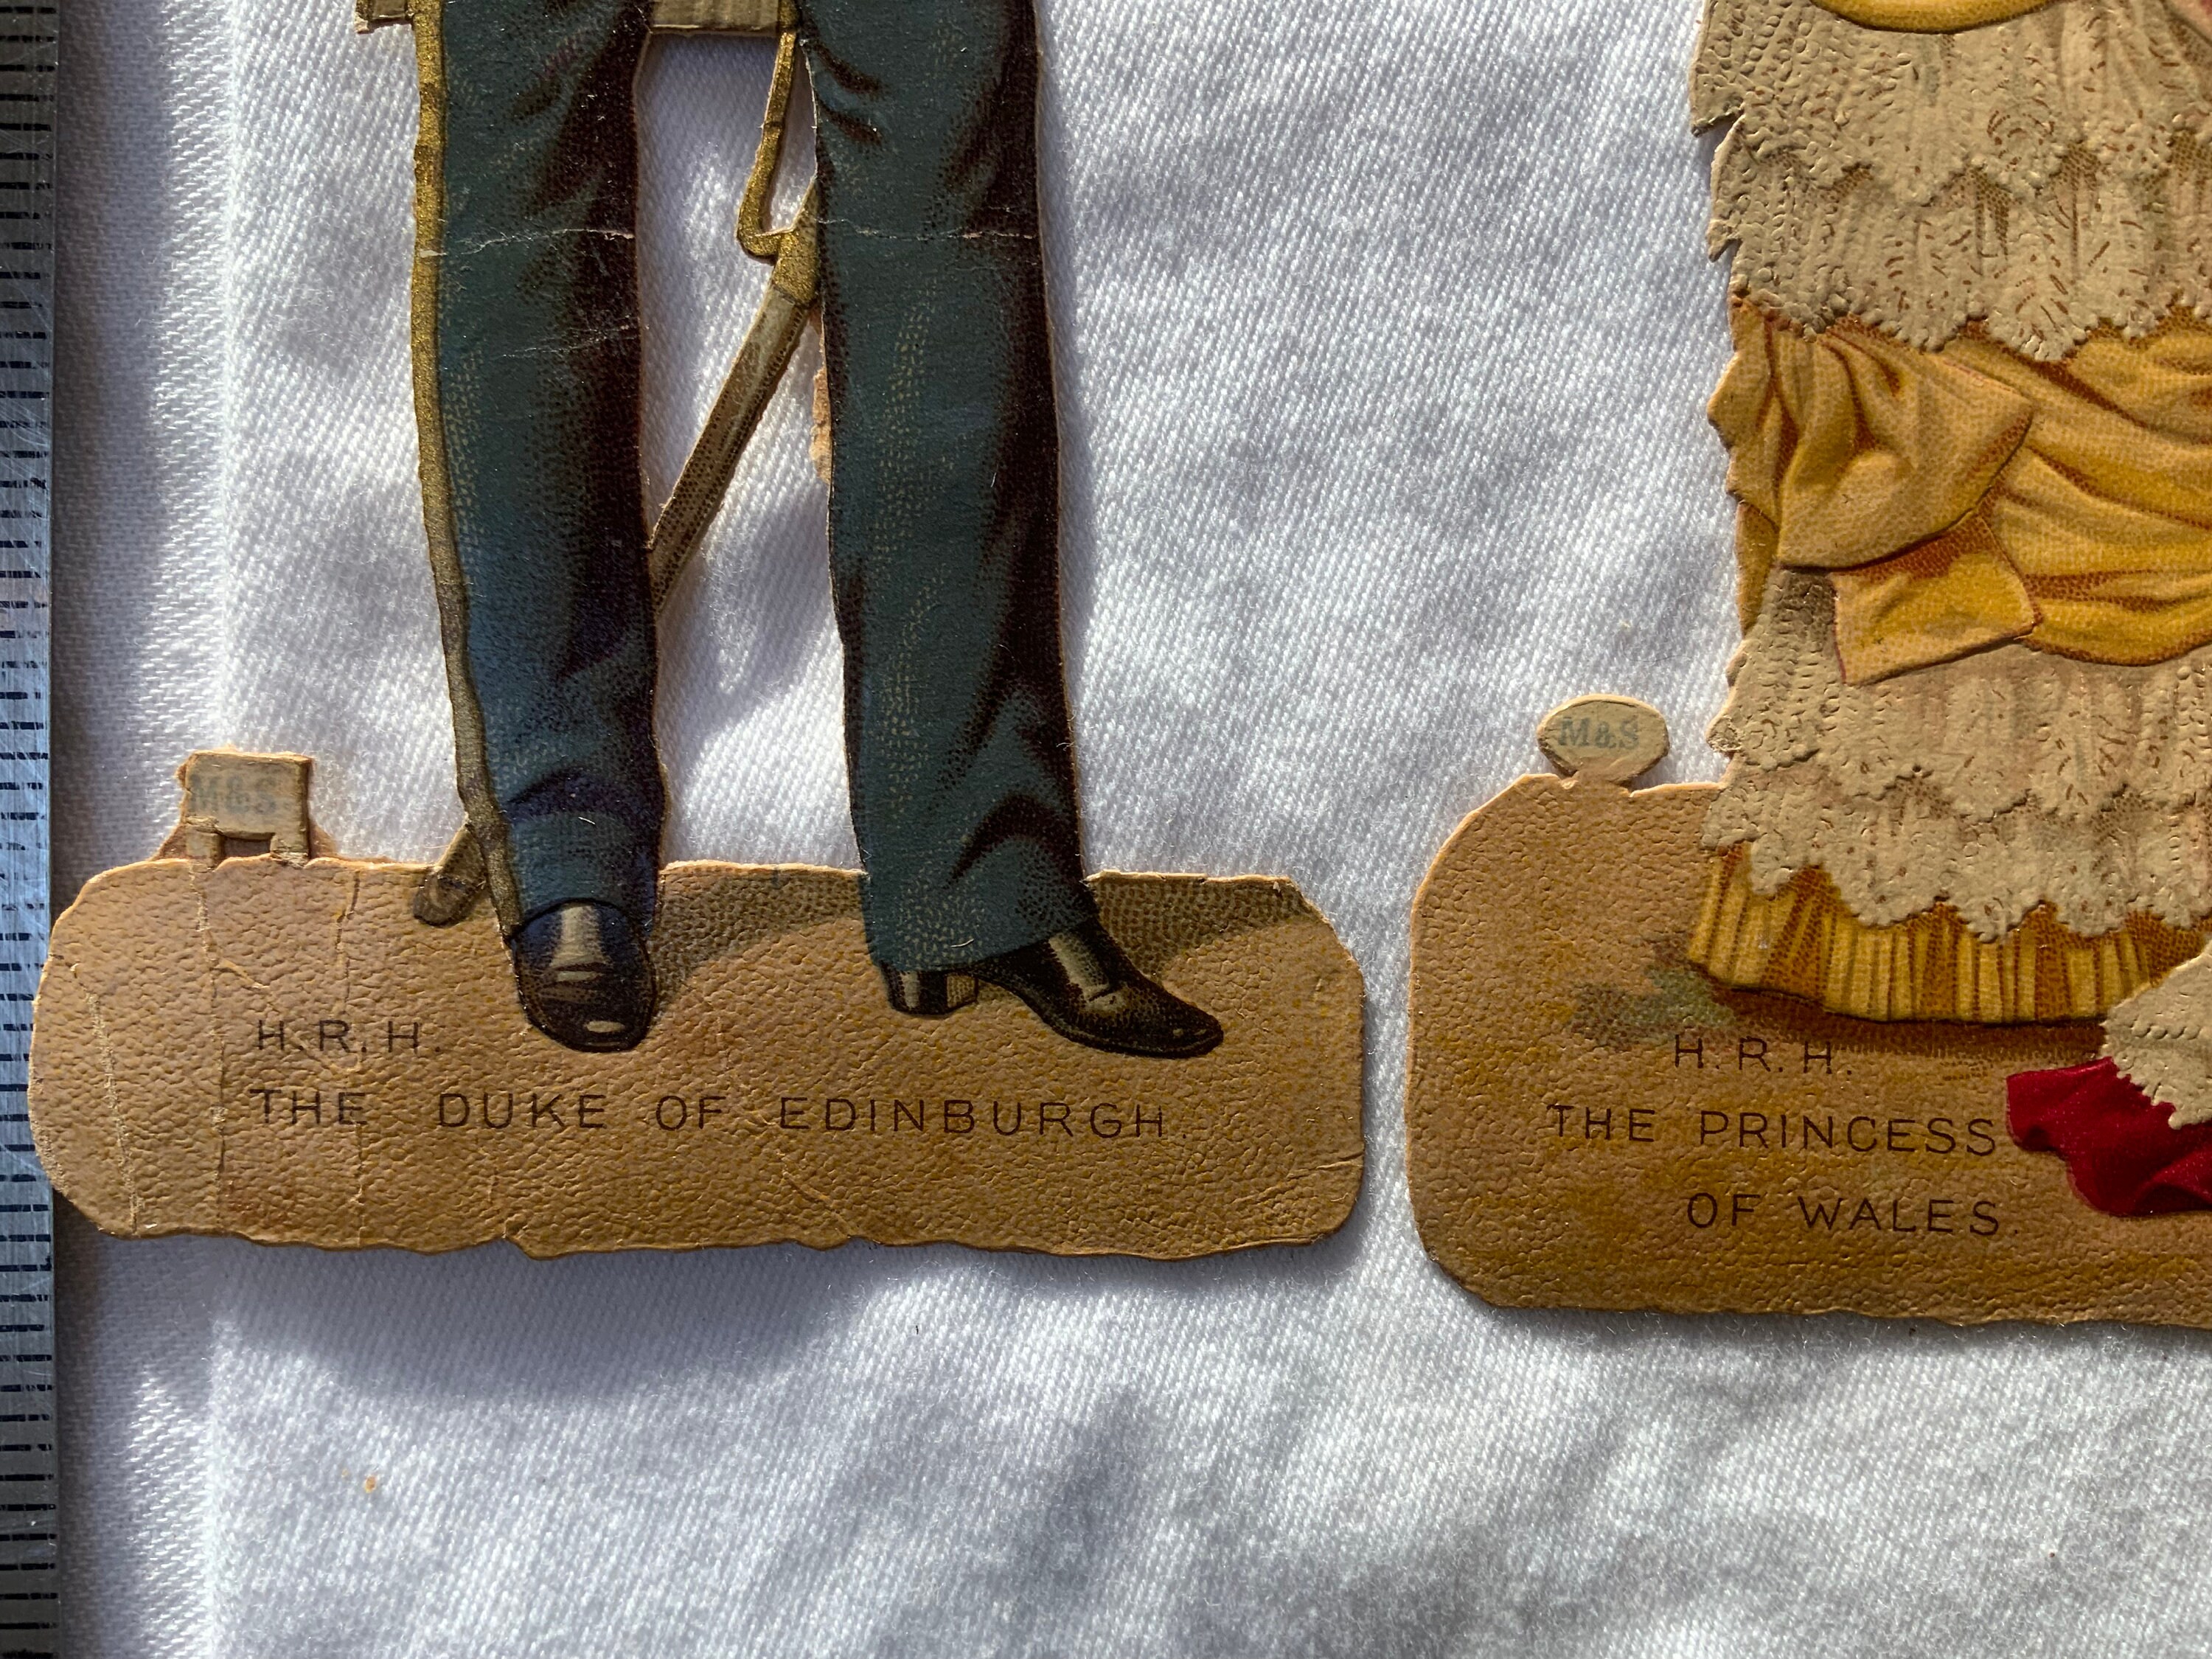 M&S.
H.R.H.
THE DUKE OF EDINBURGH.
M&S
H.R.H.
THE PRINCESS
OF WALES.